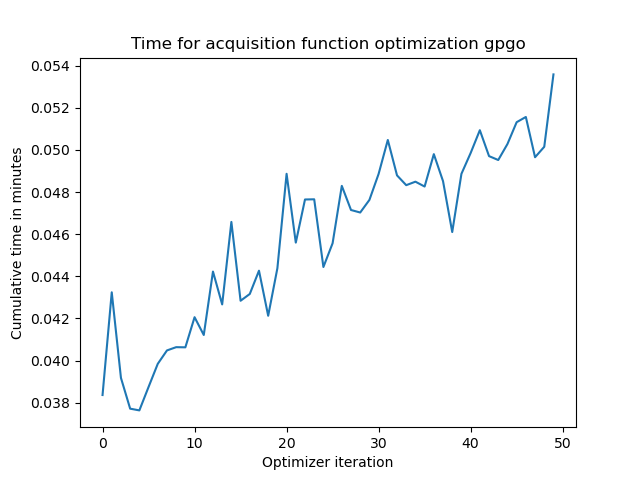 Time for acquisition function optimization gpgo
0.054
0.052
0.050
0.048
0.046
0.044
0.042
0.040
0.038
Cumulative time in minutes
0 10 20 30 40 50
Optimizer iteration